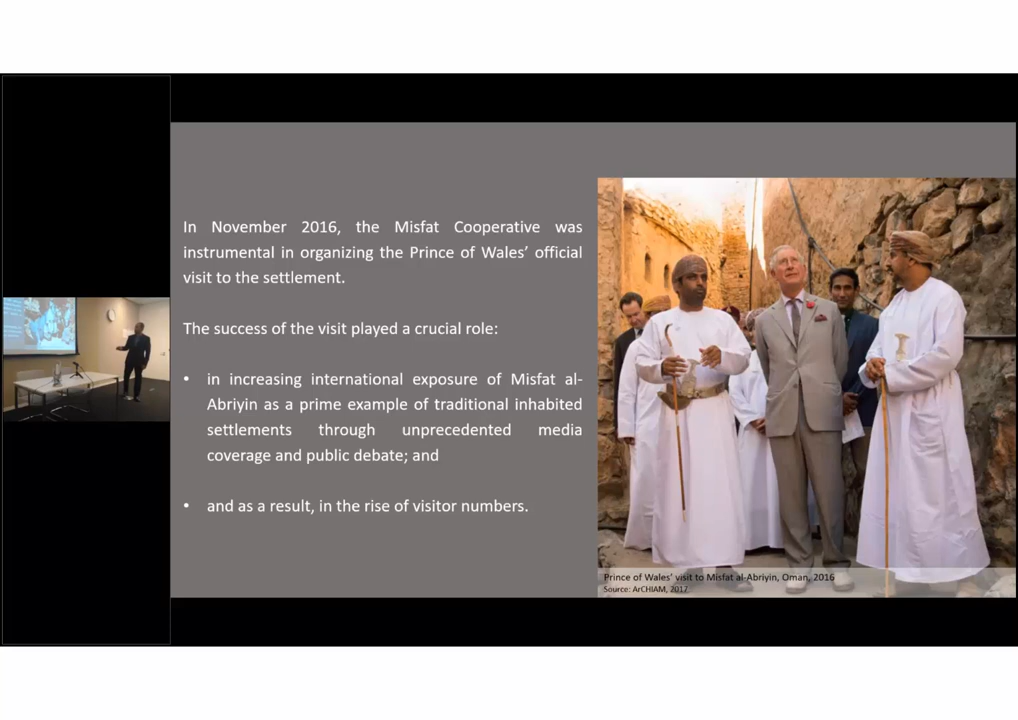 In November 2016, the Misfat Cooperative was
instrumental in organizing the Prince of Wales’ official
visit to the settlement.
The success of the visit played a crucial role:
• in increasing international exposure of Misfat al-
Abriyin as a prime example of traditional inhabited
settlements through unprecedented media
coverage and public debate; and
• and as a result, in the rise of visitor numbers.
Prince of Wales’ visit to Misfat al-Abriyin, Oman, 2016
Source: ArCHIAM, 2017